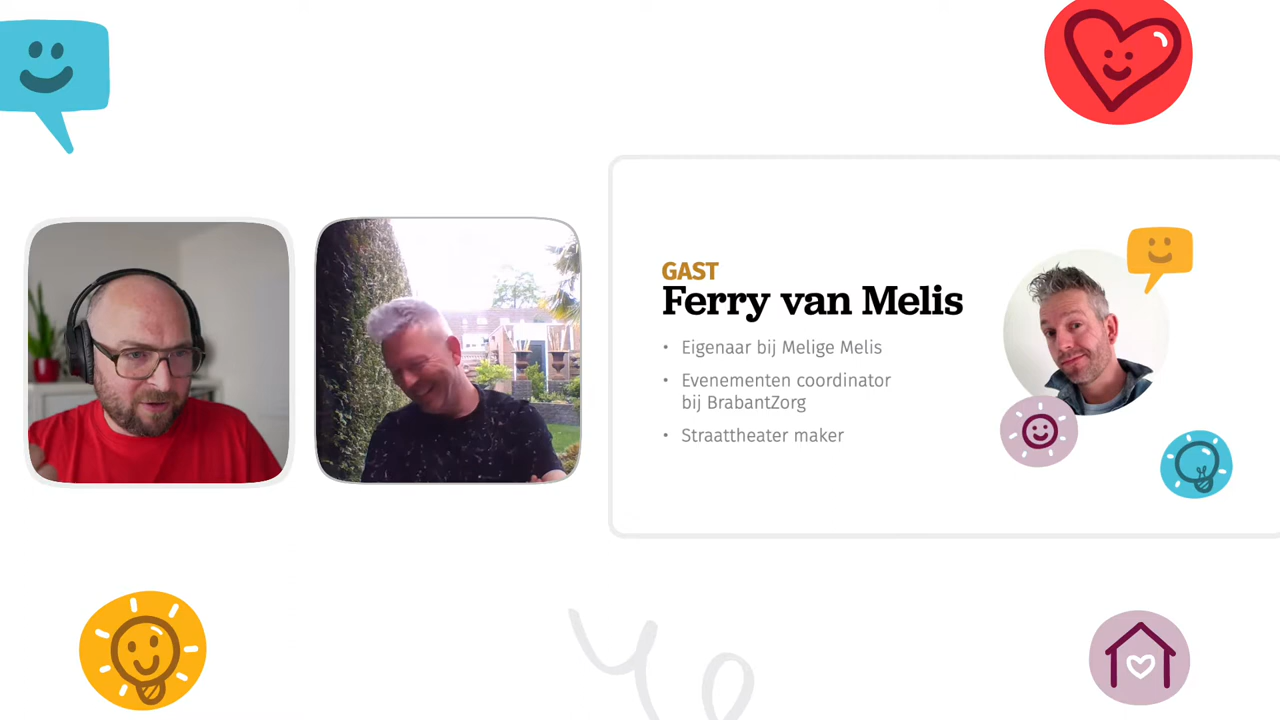 GAST
Ferry van Melis
• Eigenaar bij Melige Melis
• Evenementen coordinator
bij BrabantZorg
• Straattheater maker